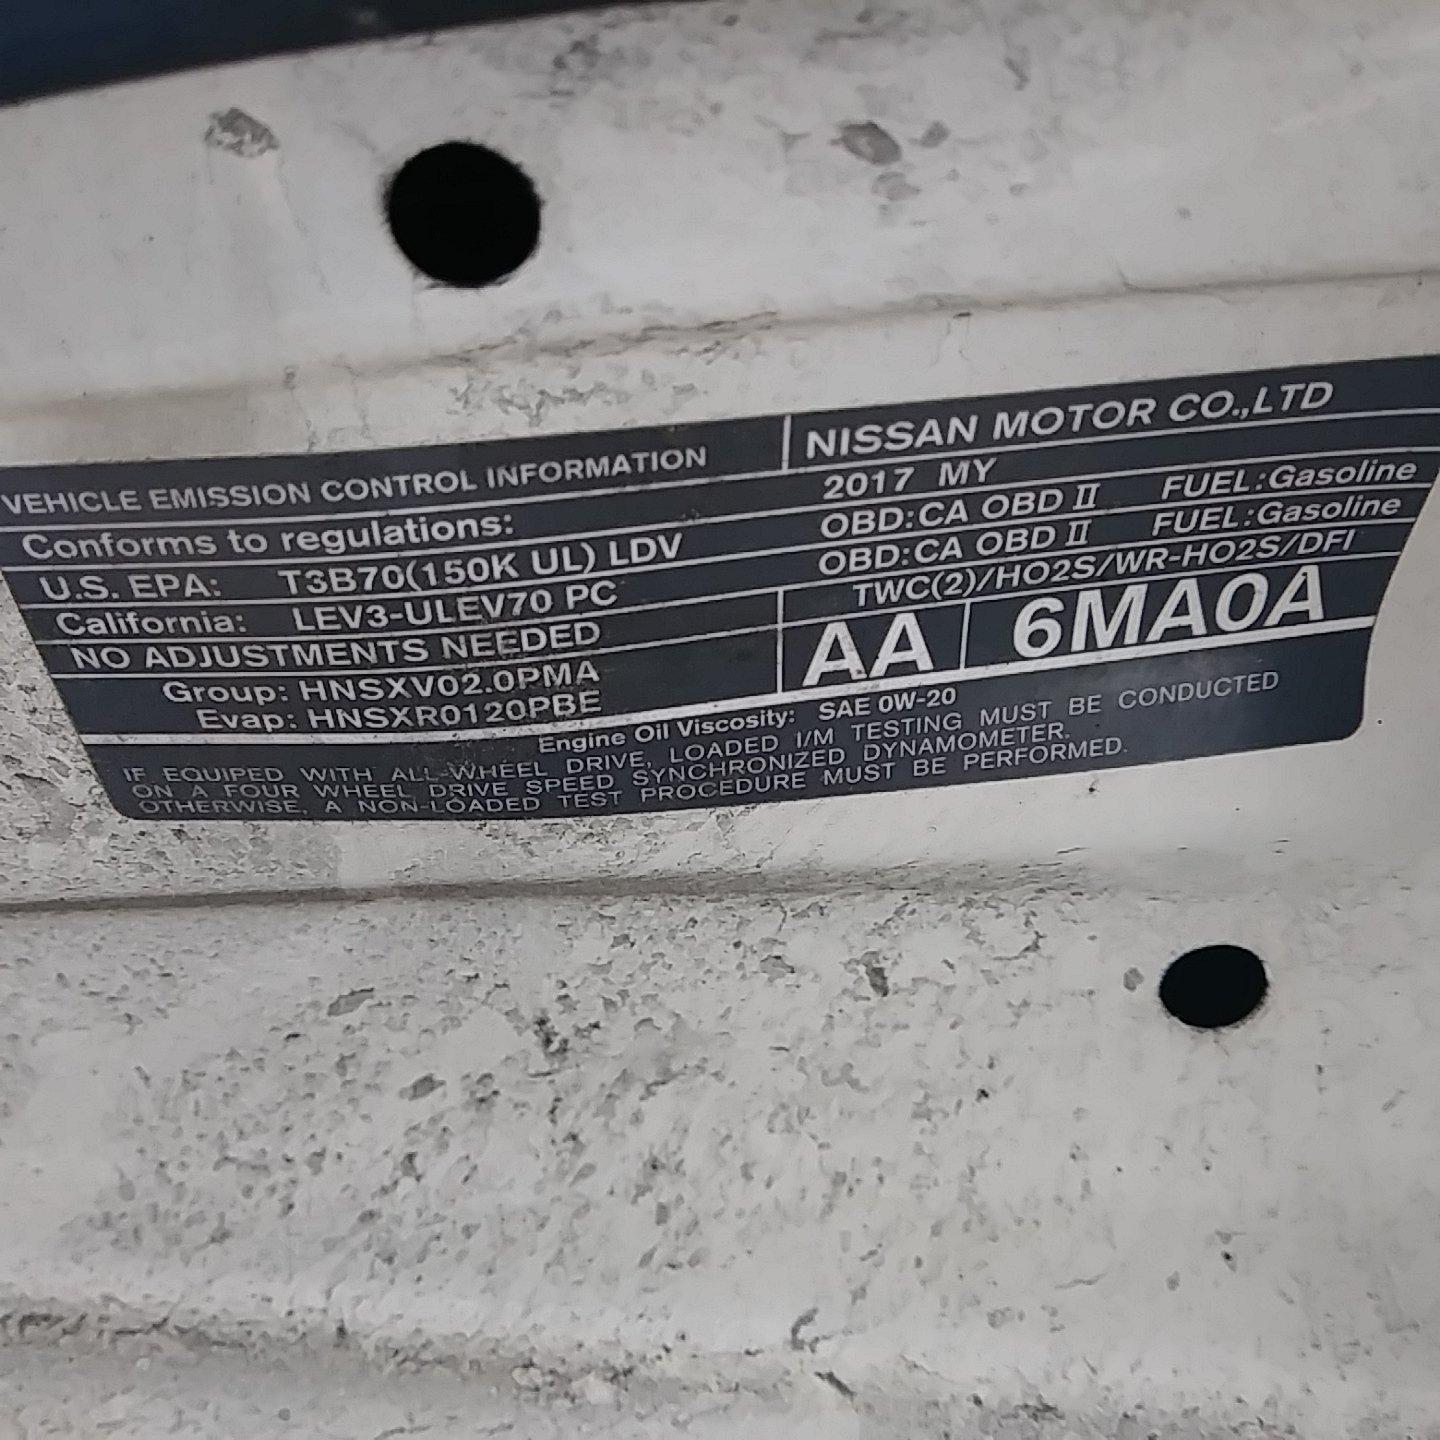 VEHICLE EMISSION CONTROL INFORMATION NISSAN MOTOR CO.,LTD
Conforms to regulations: 2017 MY
U.S. EPA: T3B70(150K UL) LDV OBD:CA OBD II FUEL:Gasoline
California: LEV3-ULEV70 PC OBD:CA OBD II FUEL:Gasoline
NO ADJUSTMENTS NEEDED TWC(2)/HO2S/WR-HO2S/DFI
Group: HNSXV02.0PMA AA 6MA0A
Evap: HNSXR0120PBE
Engine Oil Viscosity: SAE 0W-20
IF EQUIPED WITH ALL-WHEEL DRIVE, LOADED I/M TESTING MUST BE CONDUCTED
ON A FOUR WHEEL DRIVE SPEED SYNCHRONIZED DYNAMOMETER.
OTHERWISE, A NON-LOADED TEST PROCEDURE MUST BE PERFORMED.